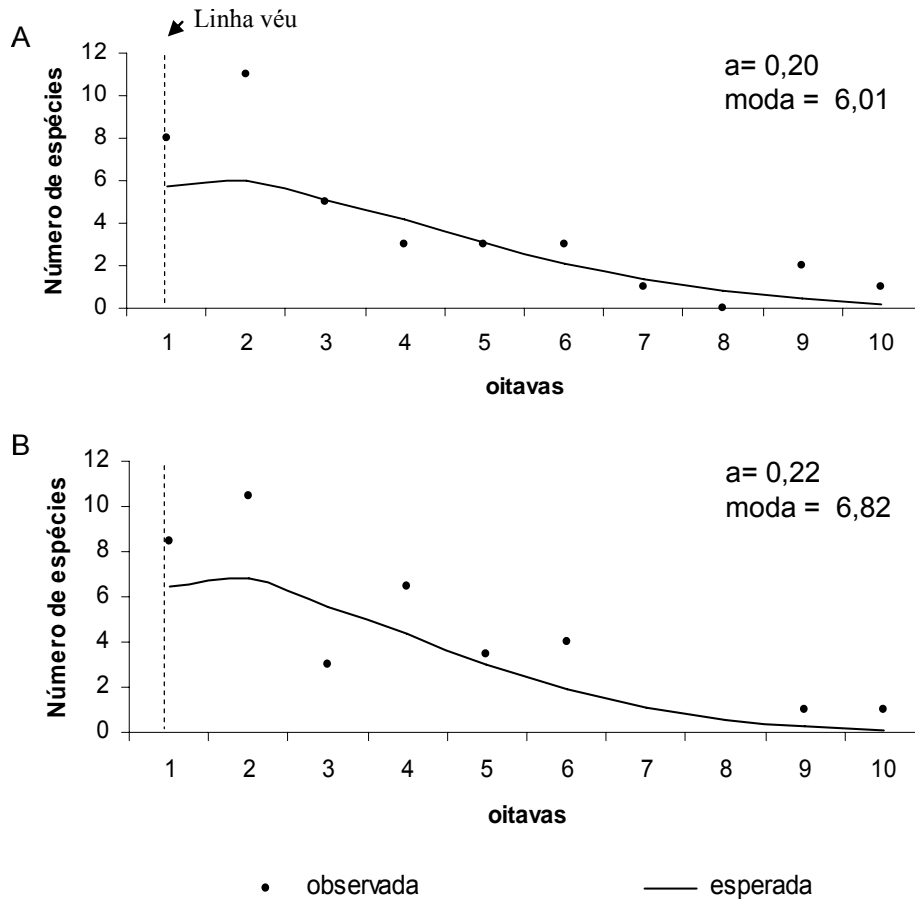 Linha véu
A
a= 0,20
moda = 6,01
Número de espécies
12
10
8
6
4
2
0
1 2 3 4 5 6 7 8 9 10
oitavas
B
a= 0,22
moda = 6,82
Número de espécies
12
10
8
6
4
2
0
1 2 3 4 5 6 7 8 9 10
oitavas
observada esperada